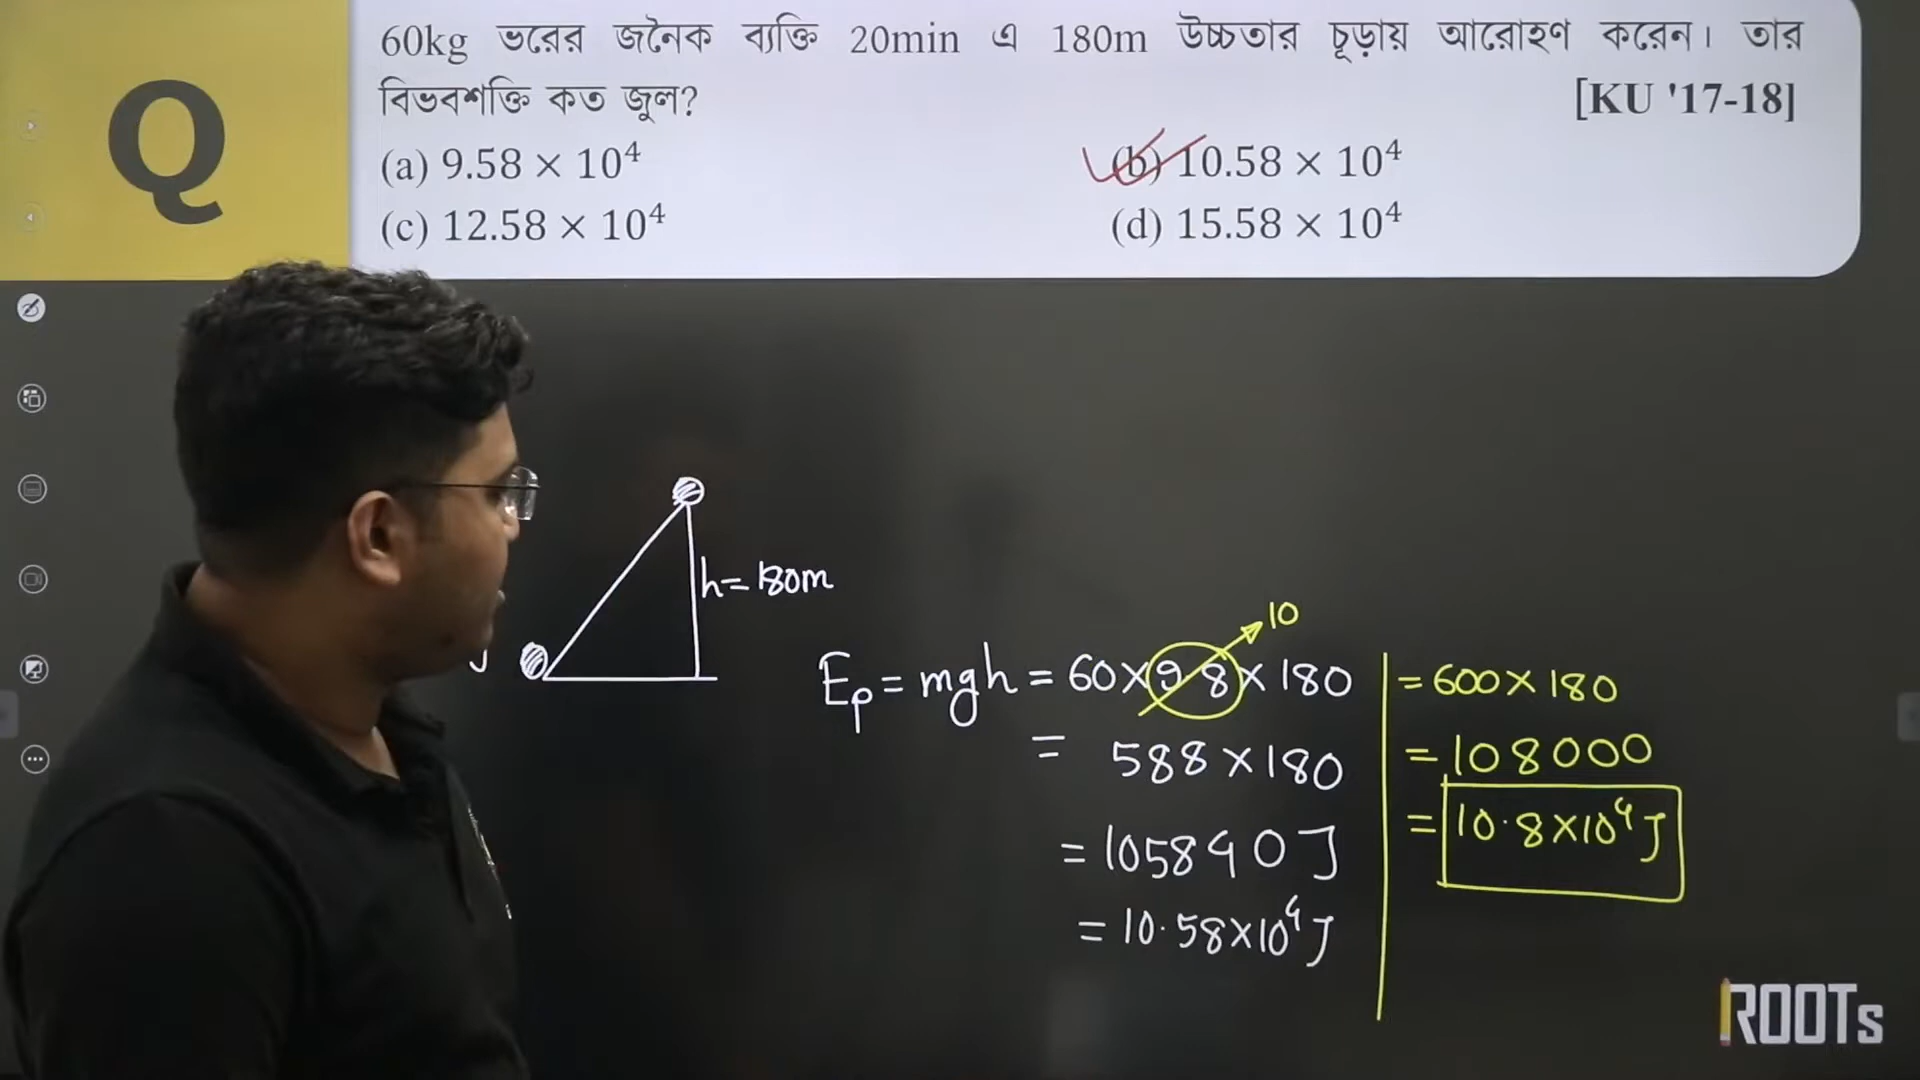 Q
60kg ভরের জনৈক ব্যক্তি 20min এ 180m উচ্চতার চূড়ায় আরোহণ করেন। তার
বিভবশক্তি কত জুল? [KU '17-18]
(a) 9.58 × 10⁴ (b) 10.58 × 10⁴
(c) 12.58 × 10⁴ (d) 15.58 × 10⁴
h = 180m
10
Eₚ = mgh = 60 × 9.8 × 180
= 588 × 180
= 105840 J
= 10.58 × 10⁴ J
= 600 × 180
= 108000
= 10.8 × 10⁴ J
ROOTs